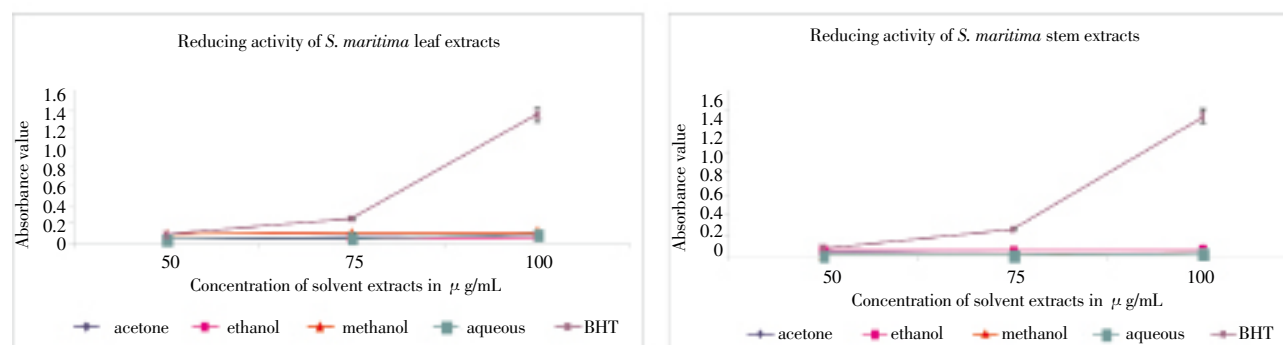 Reducing activity of S. maritima leaf extracts
Absorbance value
1.6
1.4
1.2
1.0
0.8
0.6
0.4
0.2
0
50 75 100
Concentration of solvent extracts in μ g/mL
acetone ethanol methanol aqueous BHT
Reducing activity of S. maritima stem extracts
Absorbance value
1.6
1.4
1.2
1.0
0.8
0.6
0.4
0.2
0
50 75 100
Concentration of solvent extracts in μ g/mL
acetone ethanol methanol aqueous BHT